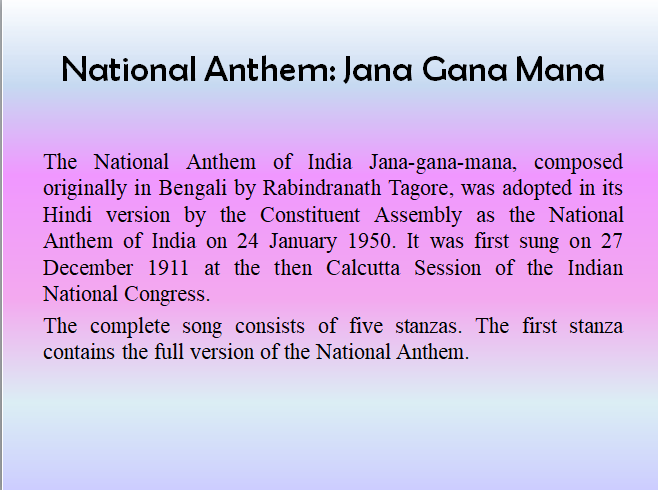 National Anthem: Jana Gana Mana
The National Anthem of India Jana-gana-mana, composed
originally in Bengali by Rabindranath Tagore, was adopted in its
Hindi version by the Constituent Assembly as the National
Anthem of India on 24 January 1950. It was first sung on 27
December 1911 at the then Calcutta Session of the Indian
National Congress.
The complete song consists of five stanzas. The first stanza
contains the full version of the National Anthem.